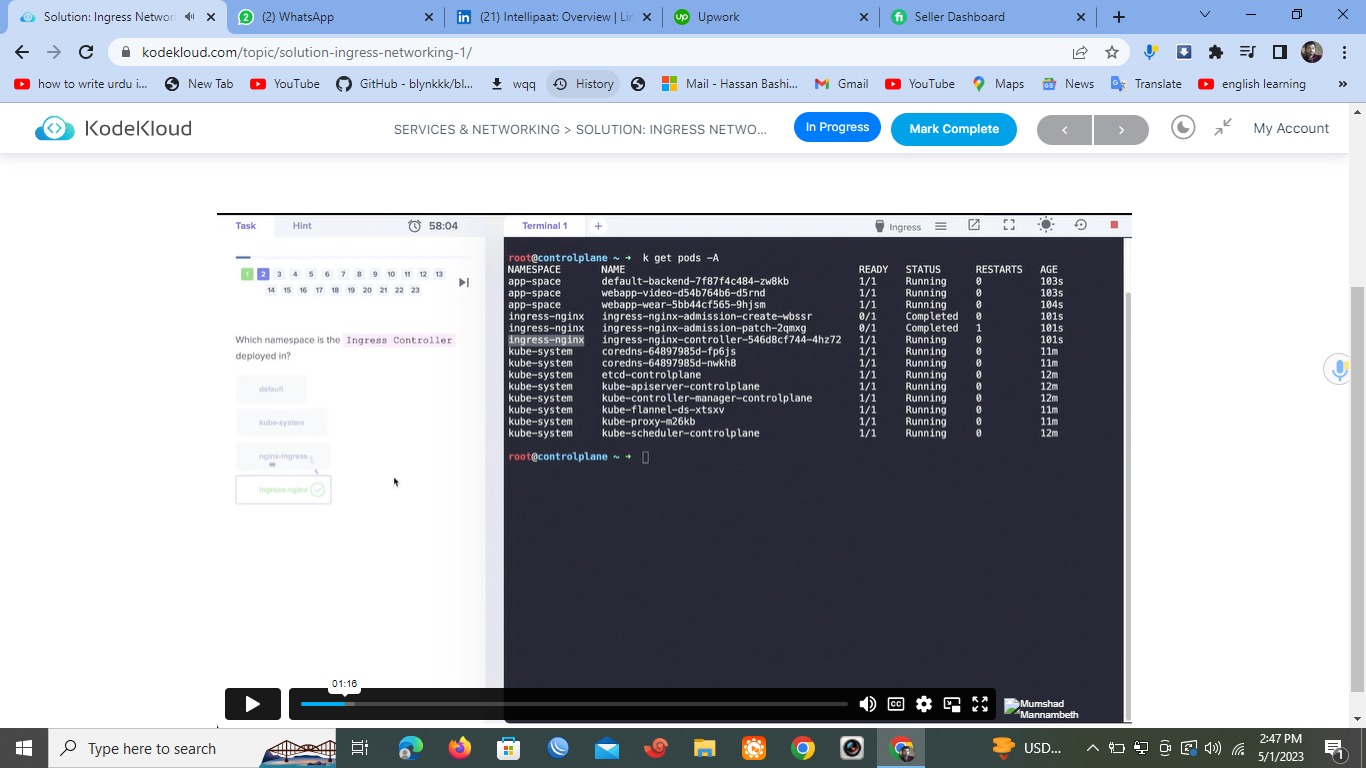 Solution: Ingress Networ
(2) WhatsApp
(21) Intellipaat: Overview | Lin
Upwork
Seller Dashboard
kodekloud.com/topic/solution-ingress-networking-1/
how to write urdu i...
New Tab
YouTube
GitHub - blynkkk/bl...
wqq
History
Mail - Hassan Bashi...
Gmail
YouTube
Maps
News
Translate
english learning
»
KodeKloud
SERVICES & NETWORKING > SOLUTION: INGRESS NETWO...
In Progress
Mark Complete
<
>
My Account
Task
Hint
58:04
Terminal 1
+
Ingress
1 2 3 4 5 6 7 8 9 10 11 12 13
14 15 16 17 18 19 20 21 22 23
Which namespace is the Ingress Controller
deployed in?
default
kube-system
nginx-ingress
ingress-nginx
root@controlplane ~ ➜ k get pods -A
NAMESPACE NAME READY STATUS RESTARTS AGE
app-space default-backend-7f87f4c484-zw8kb 1/1 Running 0 103s
app-space webapp-video-d54b764b6-d5rnd 1/1 Running 0 103s
app-space webapp-wear-5bb44cf565-9hjsm 1/1 Running 0 104s
ingress-nginx ingress-nginx-admission-create-wbssr 0/1 Completed 0 101s
ingress-nginx ingress-nginx-admission-patch-2qmxg 0/1 Completed 1 101s
ingress-nginx ingress-nginx-controller-546d8cf744-4hz72 1/1 Running 0 101s
kube-system coredns-64897985d-fp6js 1/1 Running 0 11m
kube-system coredns-64897985d-nwkh8 1/1 Running 0 11m
kube-system etcd-controlplane 1/1 Running 0 12m
kube-system kube-apiserver-controlplane 1/1 Running 0 12m
kube-system kube-controller-manager-controlplane 1/1 Running 0 12m
kube-system kube-flannel-ds-xtsxv 1/1 Running 0 11m
kube-system kube-proxy-m26kb 1/1 Running 0 11m
kube-system kube-scheduler-controlplane 1/1 Running 0 12m
root@controlplane ~ ➜
01:16
CC
Mumshad
Mannambeth
Type here to search
USD...
2:47 PM
5/1/2023
1